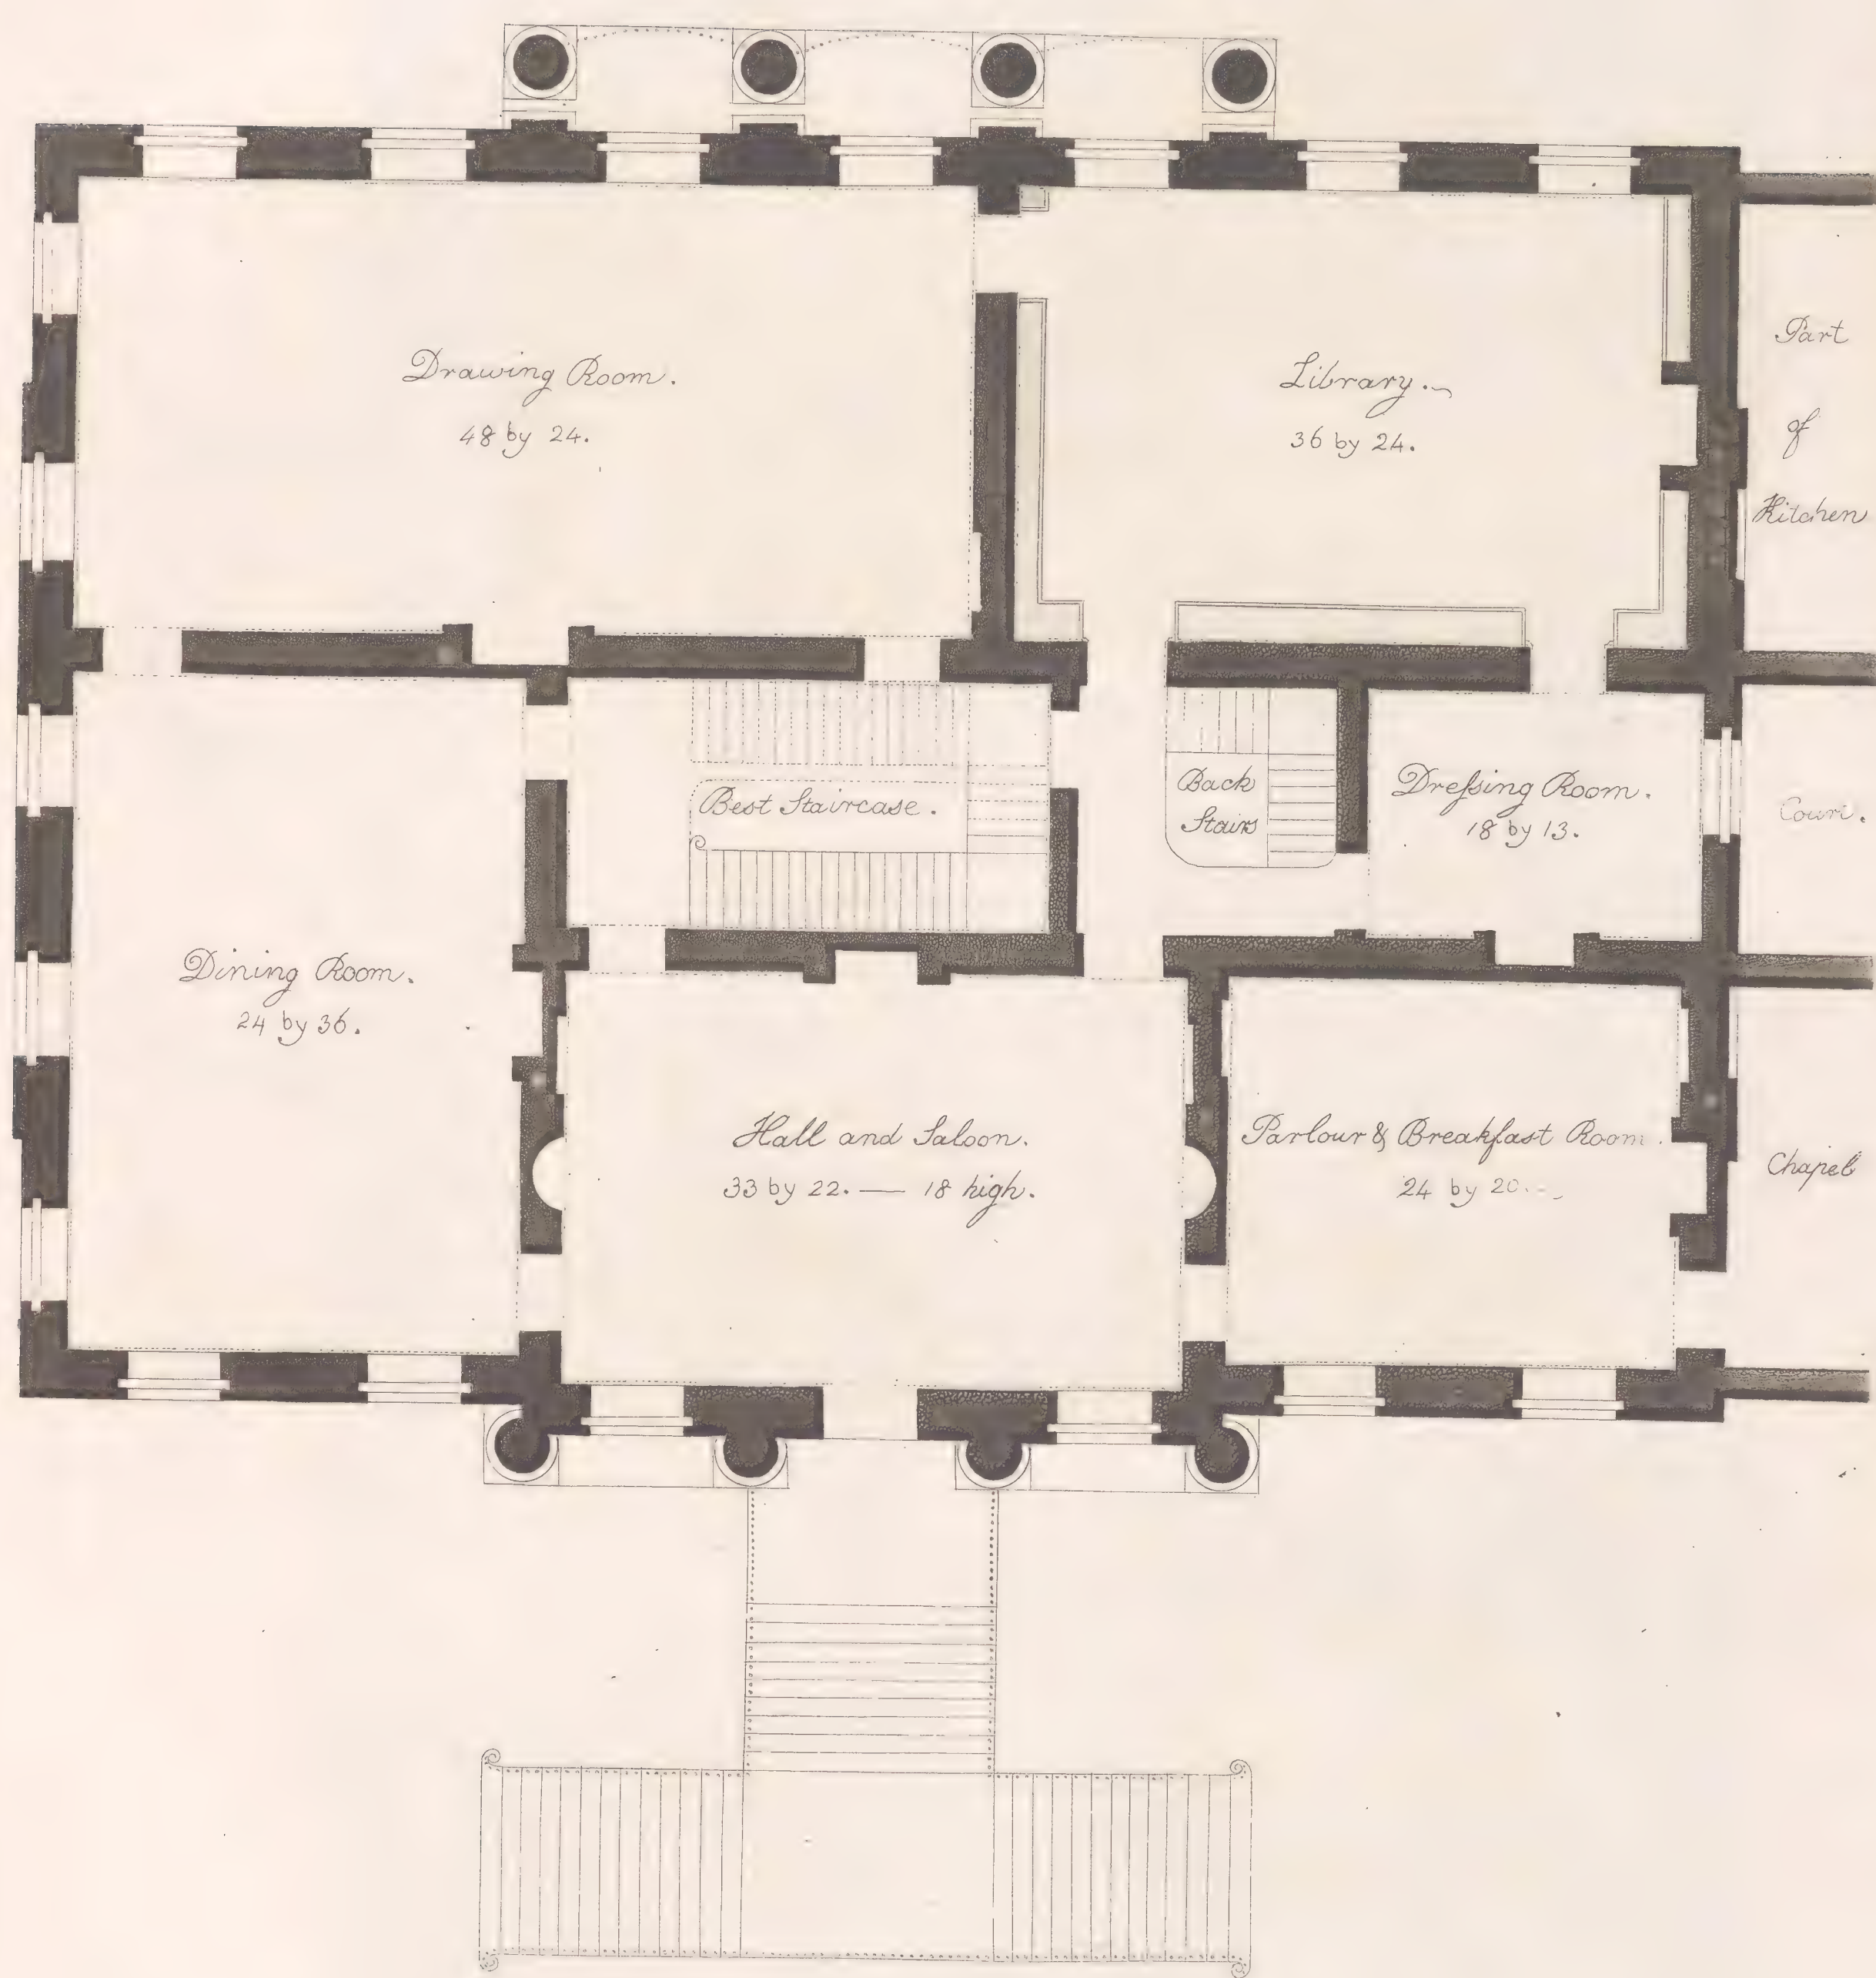 Drawing Room.
48 by 24.
Library.
36 by 24.
Part
of
Kitchen
Best Staircase.
Back
Stairs
Dreſsing Room.
18 by 13.
Court.
Dining Room.
24 by 36.
Hall and Saloon.
33 by 22. — 18 high.
Parlour & Breakfast Room.
24 by 20.
Chapel